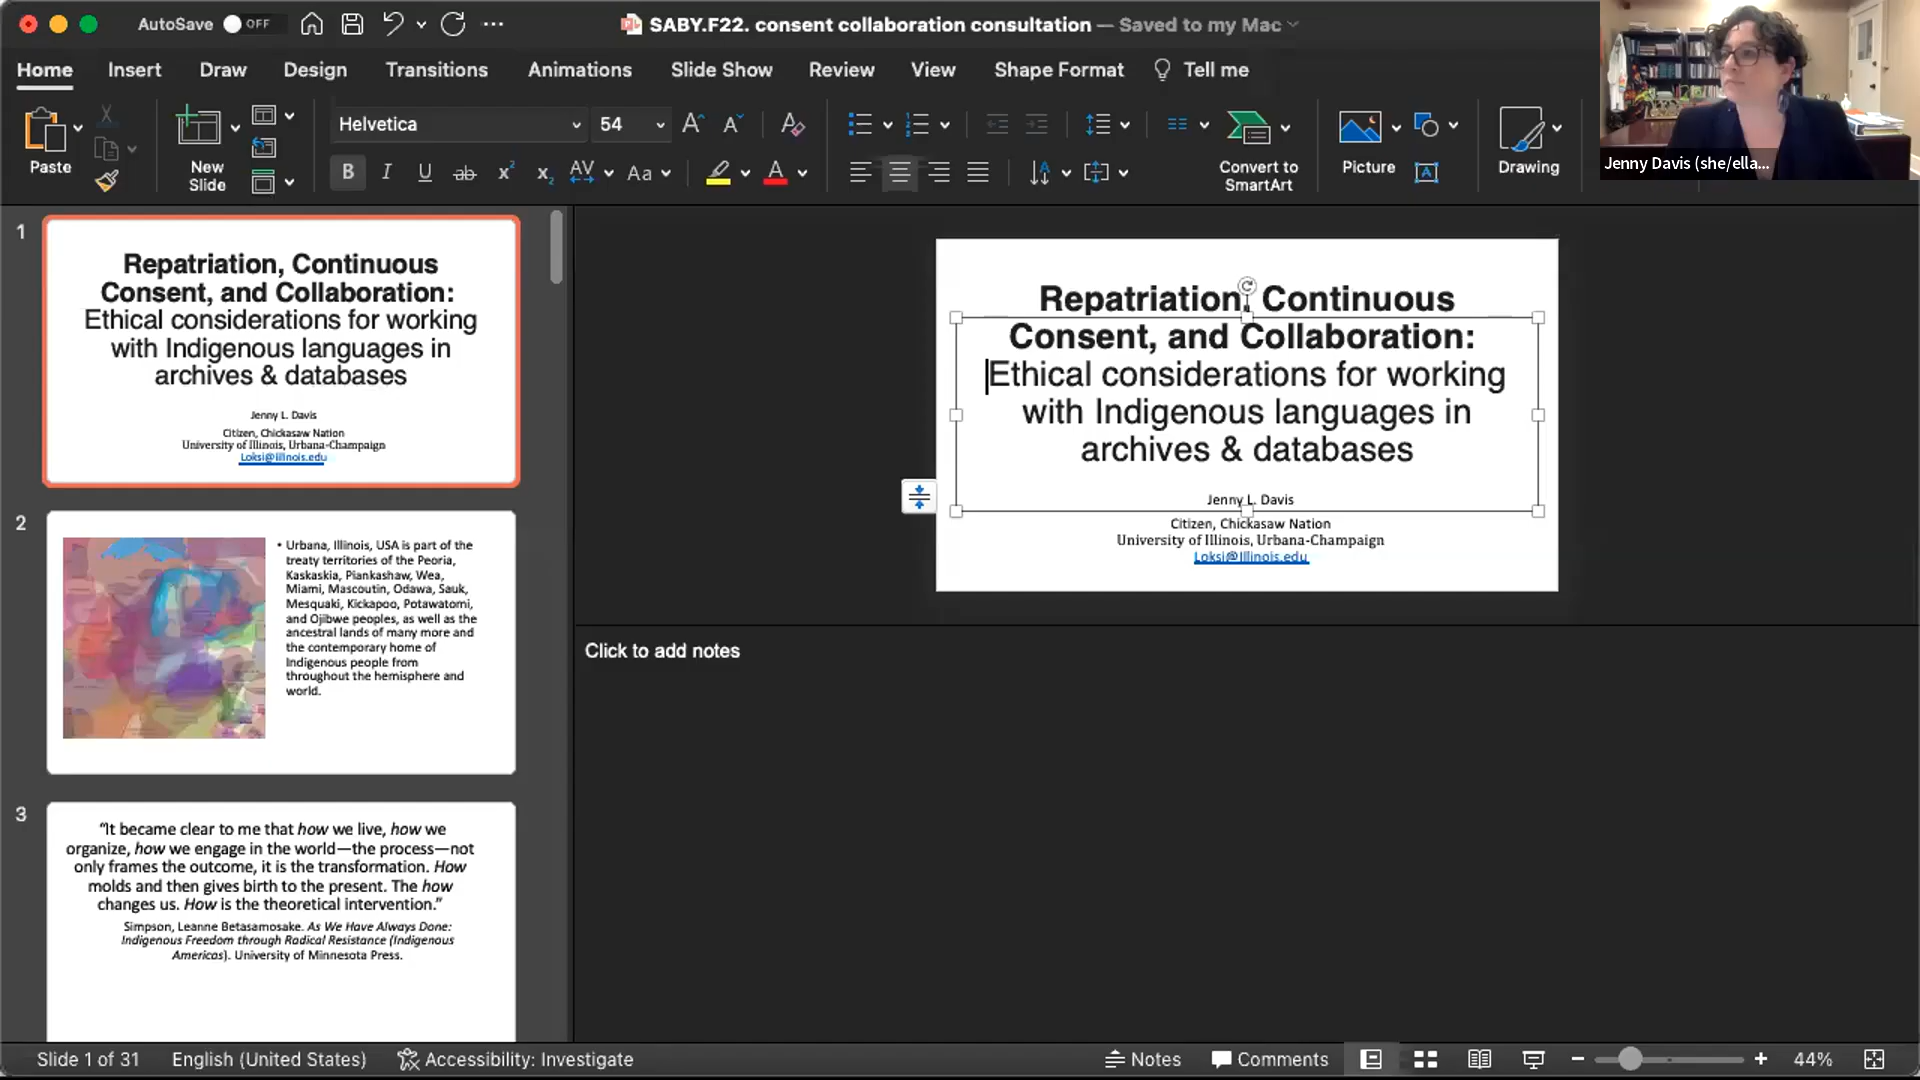 AutoSave OFF
SABY.F22. consent collaboration consultation — Saved to my Mac
Home Insert Draw Design Transitions Animations Slide Show Review View Shape Format Tell me
Paste
New
Slide
Helvetica 54
Convert to
SmartArt
Picture
Drawing
Jenny Davis (she/ella...
1
Repatriation, Continuous
Consent, and Collaboration:
Ethical considerations for working
with Indigenous languages in
archives & databases
Jenny L. Davis
Citizen, Chickasaw Nation
University of Illinois, Urbana-Champaign
Loksi@illinois.edu
2
• Urbana, Illinois, USA is part of the
treaty territories of the Peoria,
Kaskaskia, Piankashaw, Wea,
Miami, Mascoutin, Odawa, Sauk,
Mesquaki, Kickapoo, Potawatomi,
and Ojibwe peoples, as well as the
ancestral lands of many more and
the contemporary home of
Indigenous people from
throughout the hemisphere and
world.
3
“It became clear to me that how we live, how we
organize, how we engage in the world—the process—not
only frames the outcome, it is the transformation. How
molds and then gives birth to the present. The how
changes us. How is the theoretical intervention.”
Simpson, Leanne Betasamosake. As We Have Always Done:
Indigenous Freedom through Radical Resistance (Indigenous
Americas). University of Minnesota Press.
Repatriation, Continuous
Consent, and Collaboration:
Ethical considerations for working
with Indigenous languages in
archives & databases
Jenny L. Davis
Citizen, Chickasaw Nation
University of Illinois, Urbana-Champaign
Loksi@Illinois.edu
Click to add notes
Slide 1 of 31 English (United States) Accessibility: Investigate Notes Comments 44%